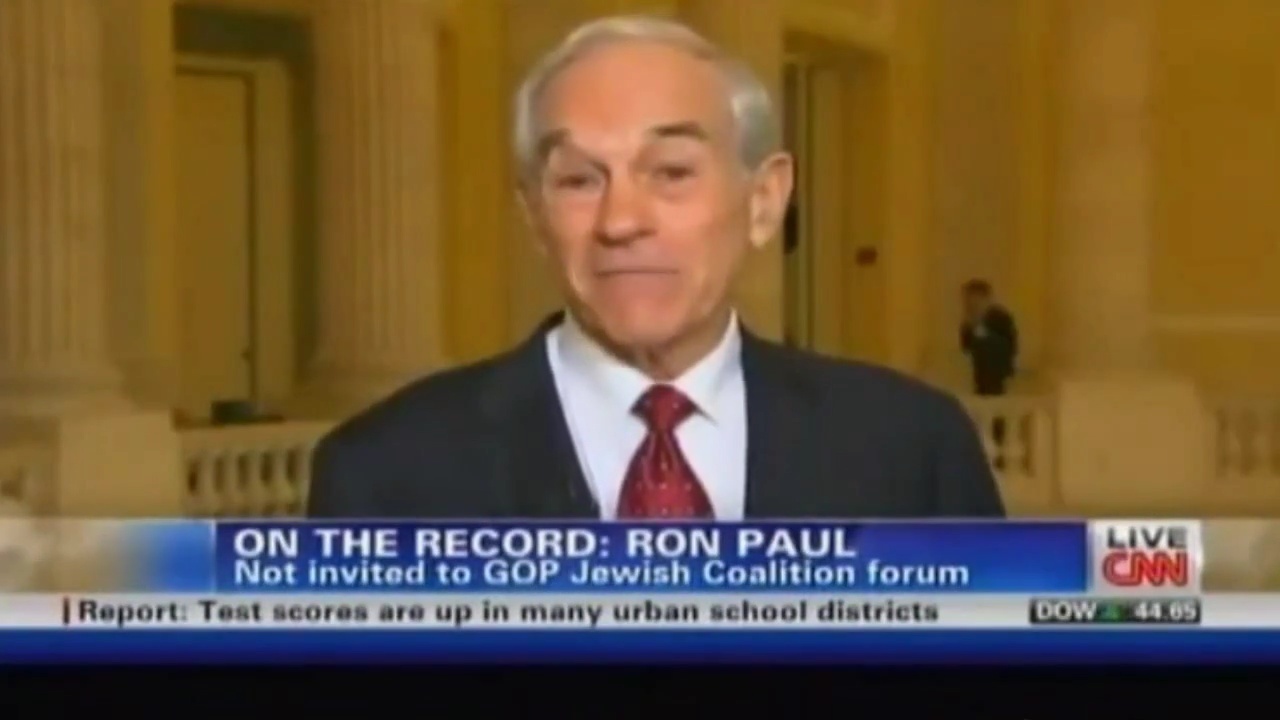 ON THE RECORD: RON PAUL
Not invited to GOP Jewish Coalition forum
LIVE
CNN
Report: Test scores are up in many urban school districts
DOW 44.65